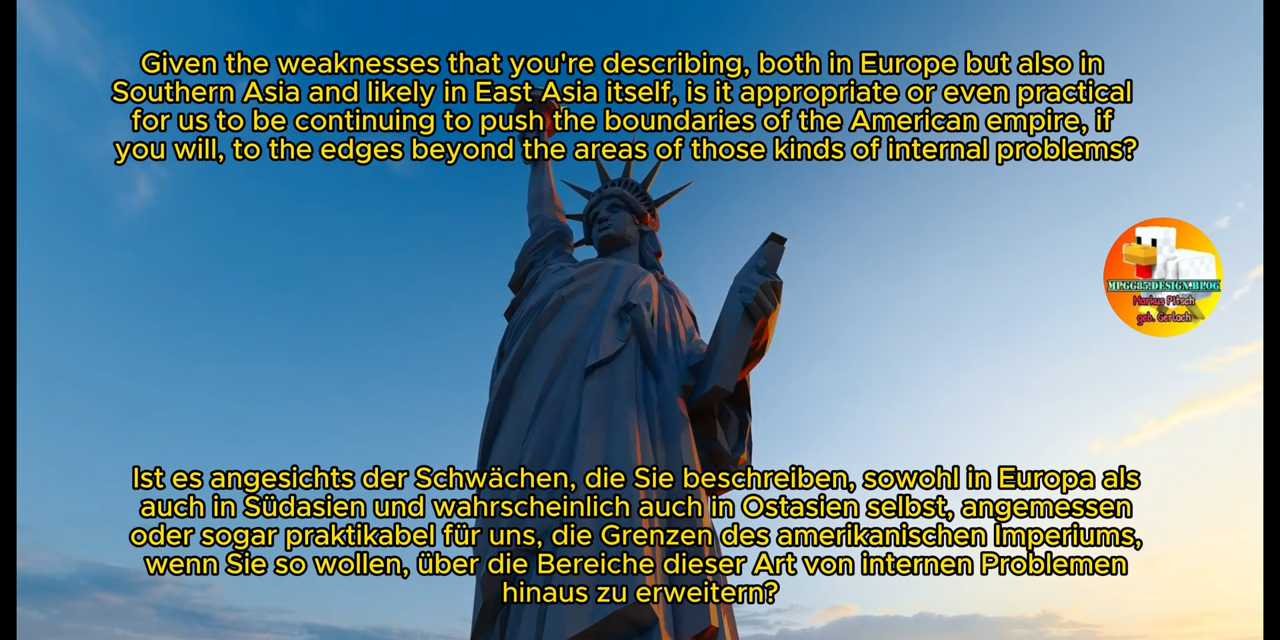 Given the weaknesses that you're describing, both in Europe but also in
Southern Asia and likely in East Asia itself, is it appropriate or even practical
for us to be continuing to push the boundaries of the American empire, if
you will, to the edges beyond the areas of those kinds of internal problems?
MPGG85.DESIGN.BPOG
Markus Pitsch
geb. Gerlach
Ist es angesichts der Schwächen, die Sie beschreiben, sowohl in Europa als
auch in Südasien und wahrscheinlich auch in Ostasien selbst, angemessen
oder sogar praktikabel für uns, die Grenzen des amerikanischen Imperiums,
wenn Sie so wollen, über die Bereiche dieser Art von internen Problemen
hinaus zu erweitern?